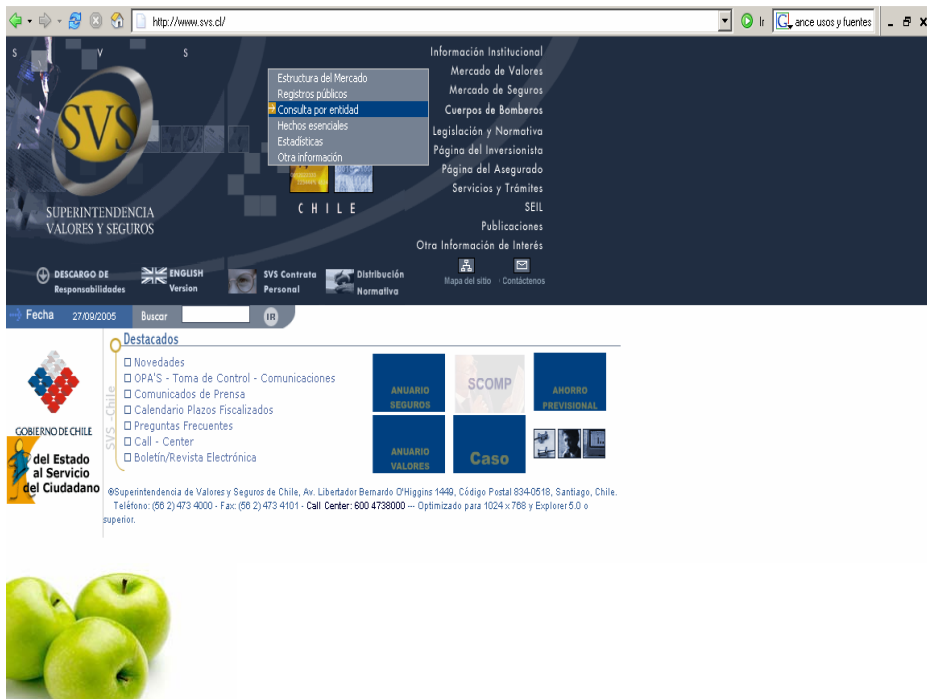 http://www.svs.cl/
Ir
ance usos y fuentes
S V S
SVS
SUPERINTENDENCIA
VALORES Y SEGUROS
Estructura del Mercado
Registros públicos
Consulta por entidad
Hechos esenciales
Estadísticas
Otra información
CHILE
Información Institucional
Mercado de Valores
Mercado de Seguros
Cuerpos de Bomberos
Legislación y Normativa
Página del Inversionista
Página del Asegurado
Servicios y Trámites
SEIL
Publicaciones
Otra Información de Interés
Mapa del sitio
Contáctenos
DESCARGO DE
Responsabilidades
ENGLISH
Version
SVS Contrata
Personal
Distribución
Normativa
Fecha 27/09/2005 Buscar IR
Destacados
Novedades
OPA'S - Toma de Control - Comunicaciones
Comunicados de Prensa
Calendario Plazos Fiscalizados
Preguntas Frecuentes
Call - Center
Boletín/Revista Electrónica
SVS -Chile
ANUARIO
SEGUROS
SCOMP
AHORRO
PREVISIONAL
ANUARIO
VALORES
Caso
GOBIERNO DE CHILE
del Estado
al Servicio
del Ciudadano
®Superintendencia de Valores y Seguros de Chile, Av. Libertador Bernardo O'Higgins 1449, Código Postal 834-0518, Santiago, Chile.
Teléfono: (56 2) 473 4000 - Fax: (56 2) 473 4101 - Call Center: 600 4738000 --- Optimizado para 1024 x 768 y Explorer 5.0 o
superior.